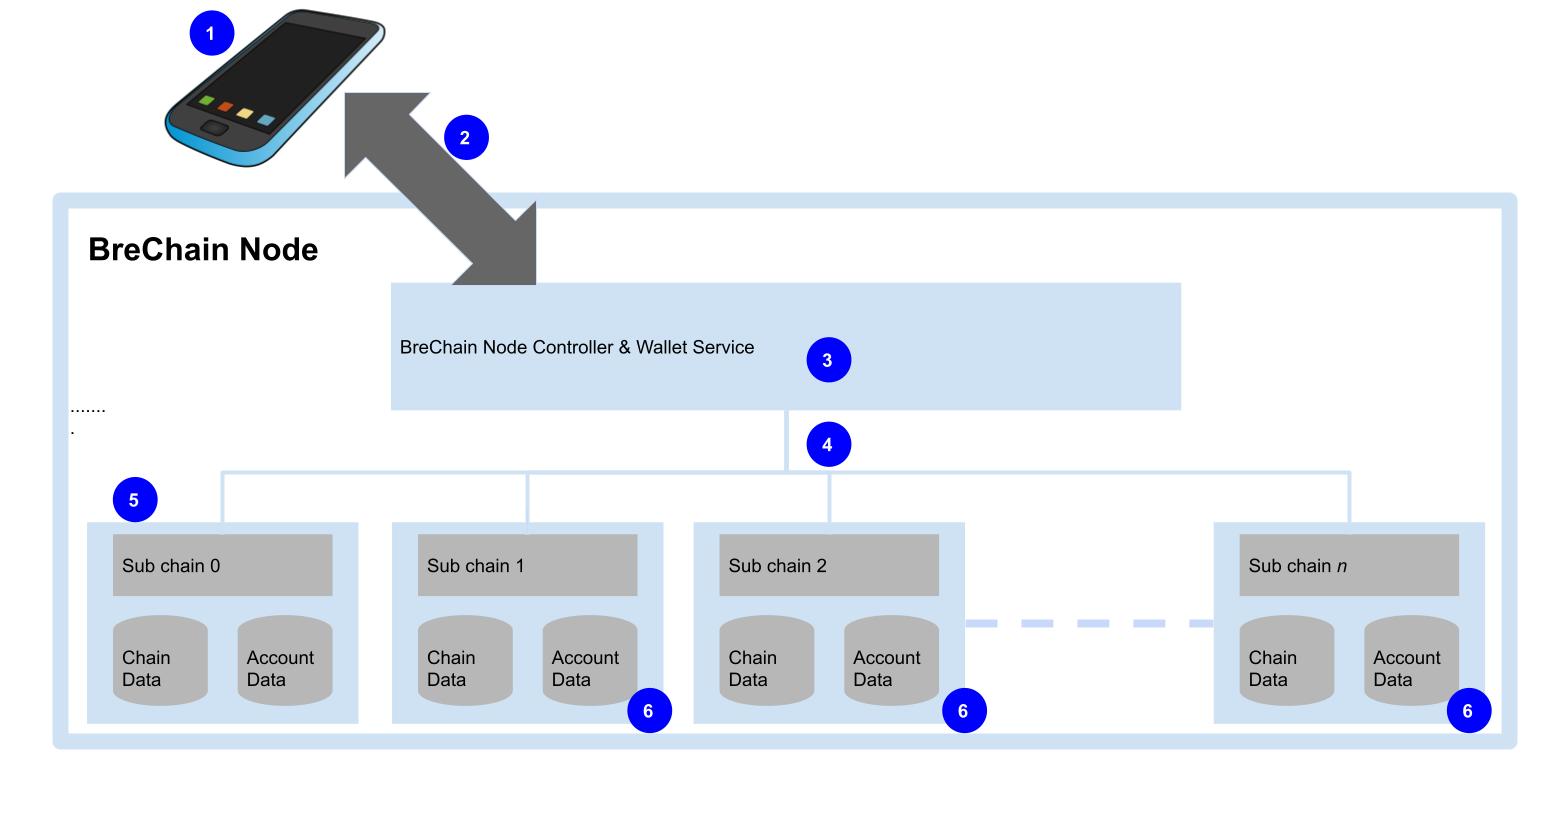 1
2
BreChain Node
BreChain Node Controller & Wallet Service
3
.......
.
4
5
Sub chain 0
Sub chain 1
Sub chain 2
Sub chain n
Chain
Data
Account
Data
Chain
Data
Account
Data
Chain
Data
Account
Data
Chain
Data
Account
Data
6
6
6